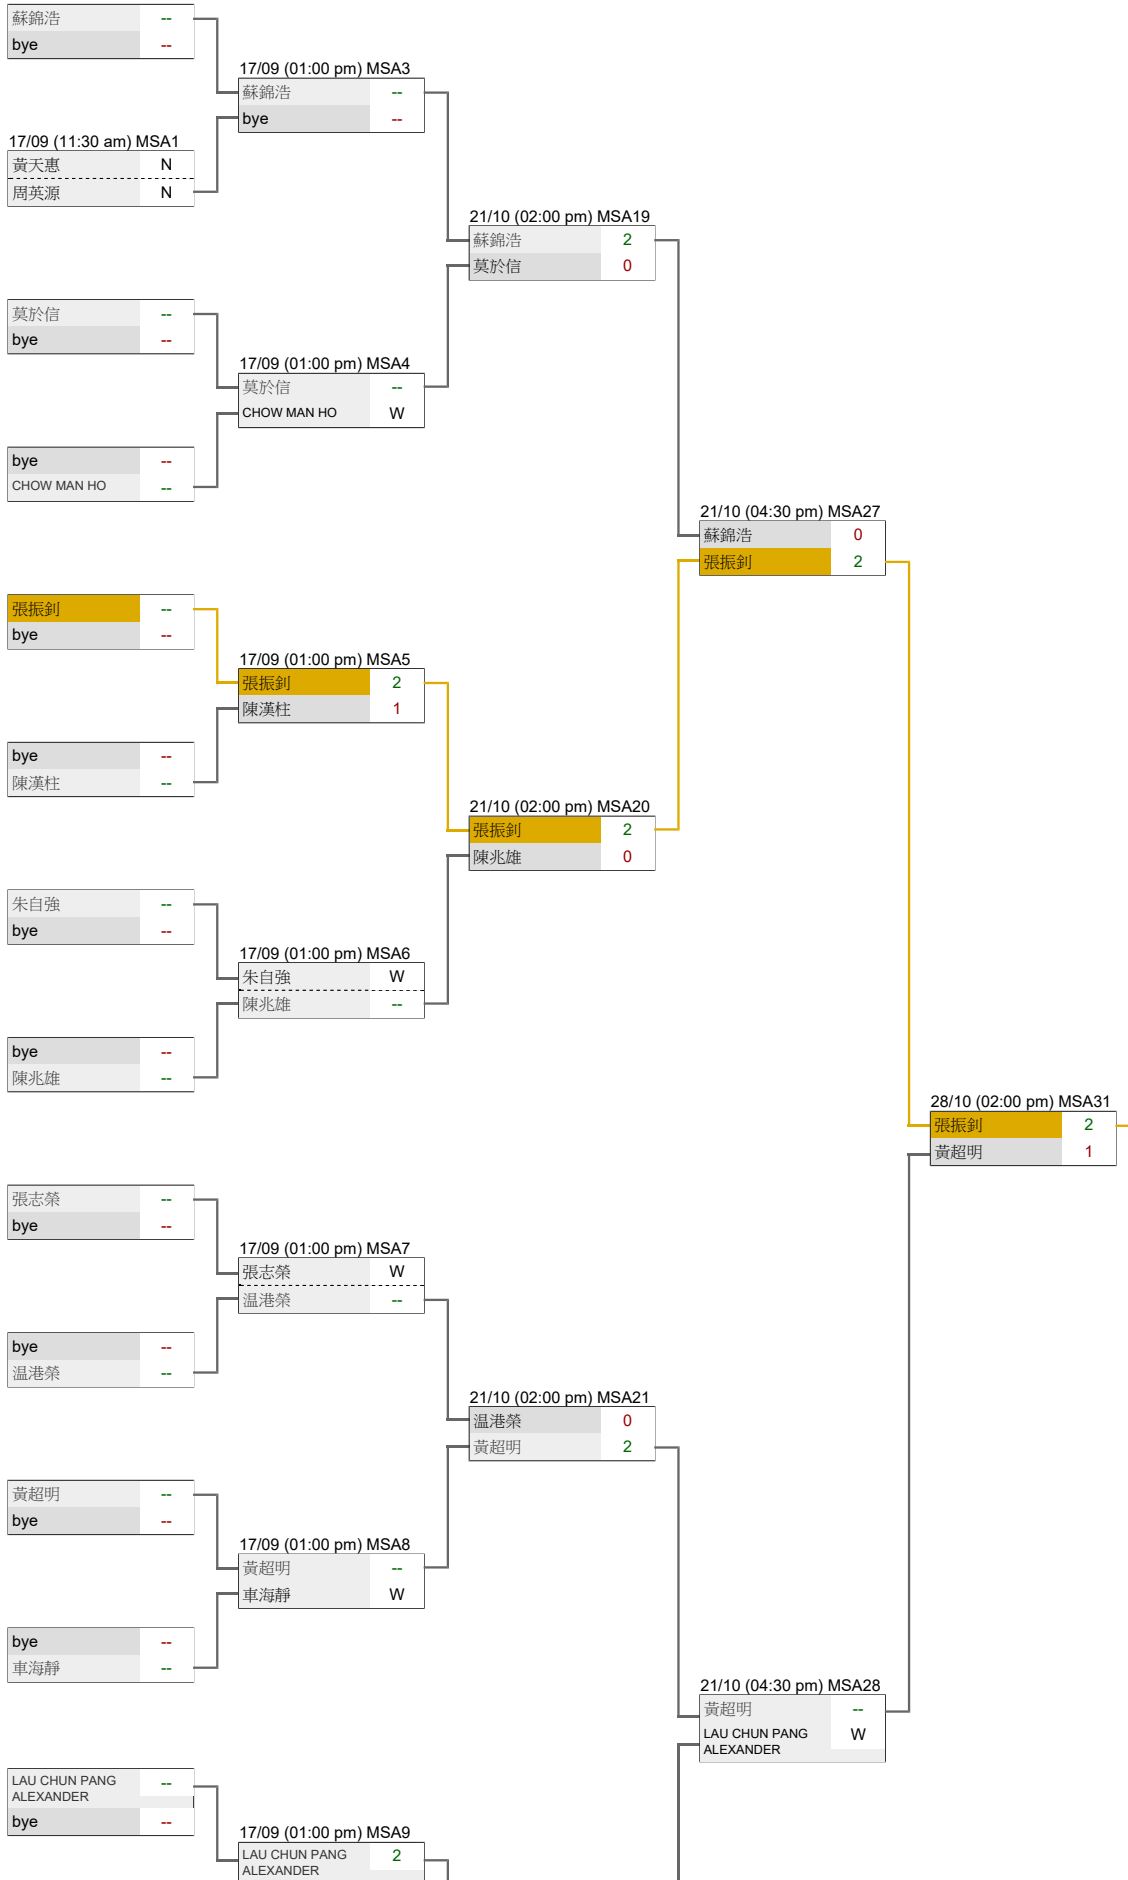 蘇錦浩 --
bye --
17/09 (01:00 pm) MSA3
蘇錦浩 --
bye --
17/09 (11:30 am) MSA1
黃天惠 N
周英源 N
21/10 (02:00 pm) MSA19
蘇錦浩 2
莫於信 0
莫於信 --
bye --
17/09 (01:00 pm) MSA4
莫於信 --
CHOW MAN HO W
bye --
CHOW MAN HO --
21/10 (04:30 pm) MSA27
蘇錦浩 0
張振釗 2
張振釗 --
bye --
17/09 (01:00 pm) MSA5
張振釗 2
陳漢柱 1
bye --
陳漢柱 --
21/10 (02:00 pm) MSA20
張振釗 2
陳兆雄 0
朱自強 --
bye --
17/09 (01:00 pm) MSA6
朱自強 W
陳兆雄 --
bye --
陳兆雄 --
28/10 (02:00 pm) MSA31
張振釗 2
黃超明 1
張志榮 --
bye --
17/09 (01:00 pm) MSA7
張志榮 W
温港榮 --
bye --
温港榮 --
21/10 (02:00 pm) MSA21
温港榮 0
黃超明 2
黃超明 --
bye --
17/09 (01:00 pm) MSA8
黃超明 --
車海靜 W
bye --
車海靜 --
21/10 (04:30 pm) MSA28
黃超明 --
LAU CHUN PANG W
ALEXANDER
LAU CHUN PANG --
ALEXANDER
bye --
17/09 (01:00 pm) MSA9
LAU CHUN PANG 2
ALEXANDER